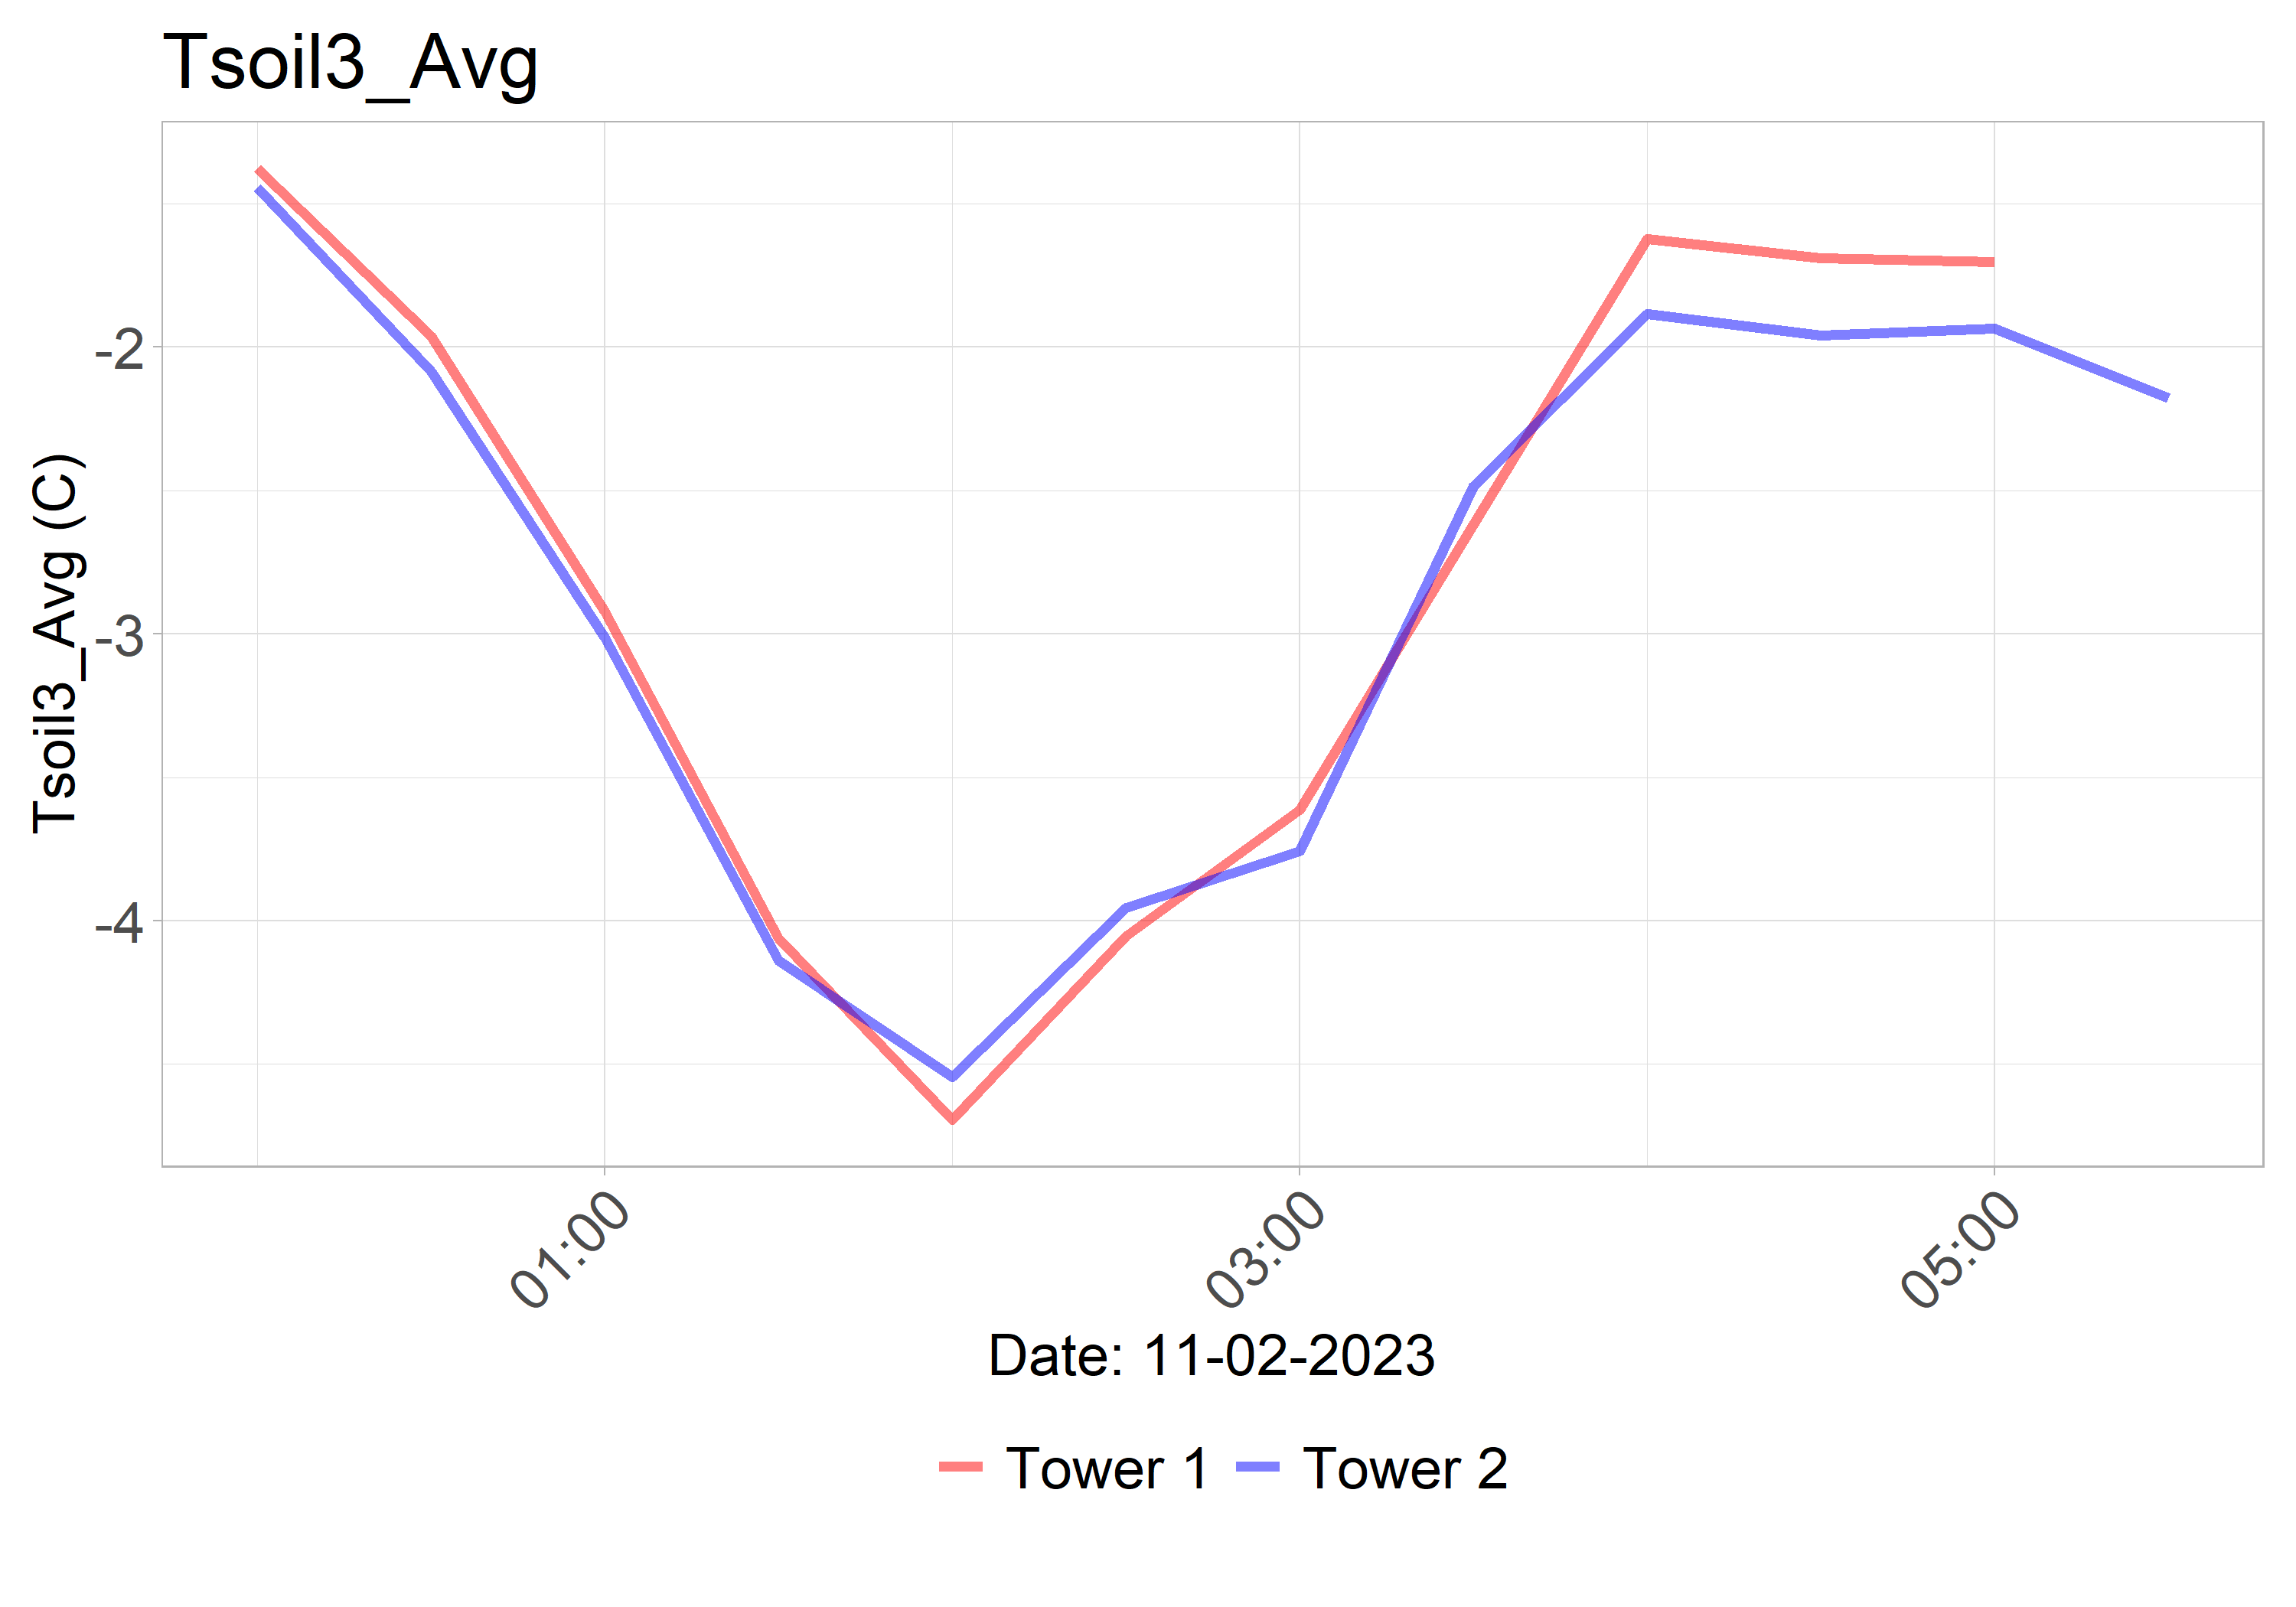 Tsoil3_Avg
Tsoil3_Avg (C)
-2
-3
-4
01:00
03:00
05:00
Date: 11-02-2023
Tower 1
Tower 2